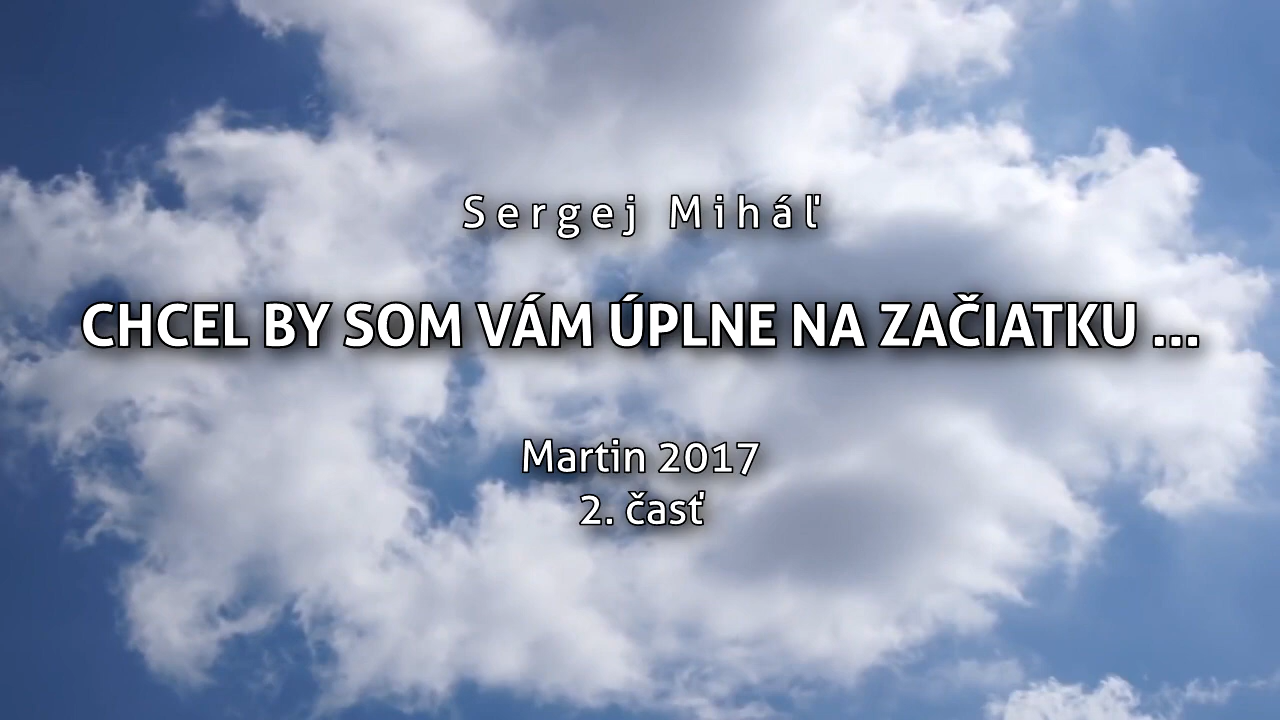 Sergej Miháľ
CHCEL BY SOM VÁM ÚPLNE NA ZAČIATKU ...
Martin 2017
2. časť